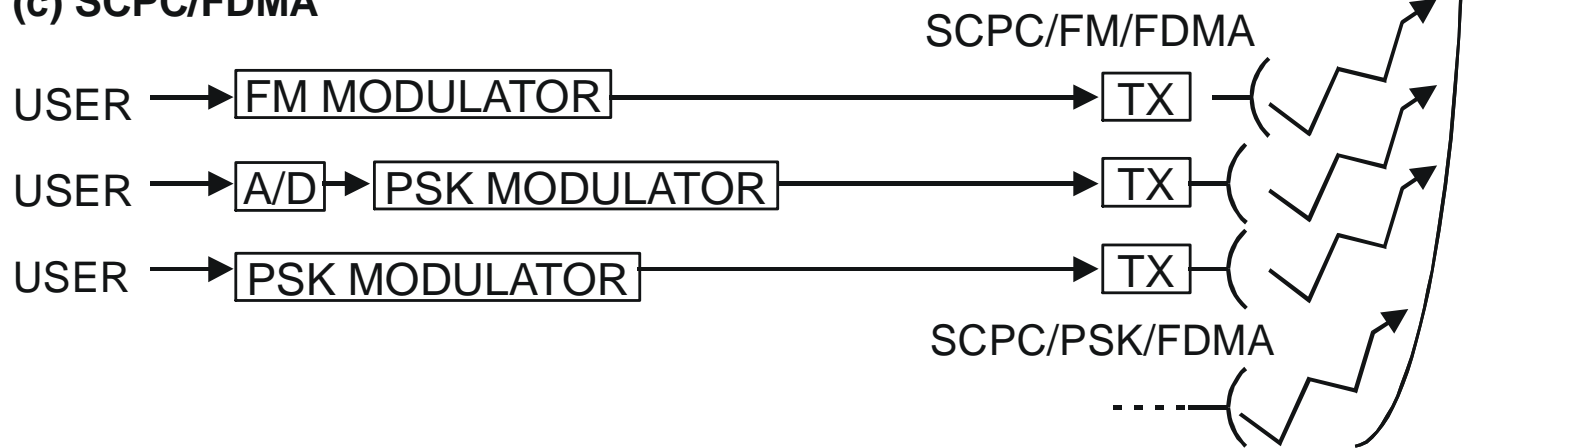 (c) SCPC/FDMA
SCPC/FM/FDMA
USER FM MODULATOR TX
USER A/D PSK MODULATOR TX
USER PSK MODULATOR TX
SCPC/PSK/FDMA